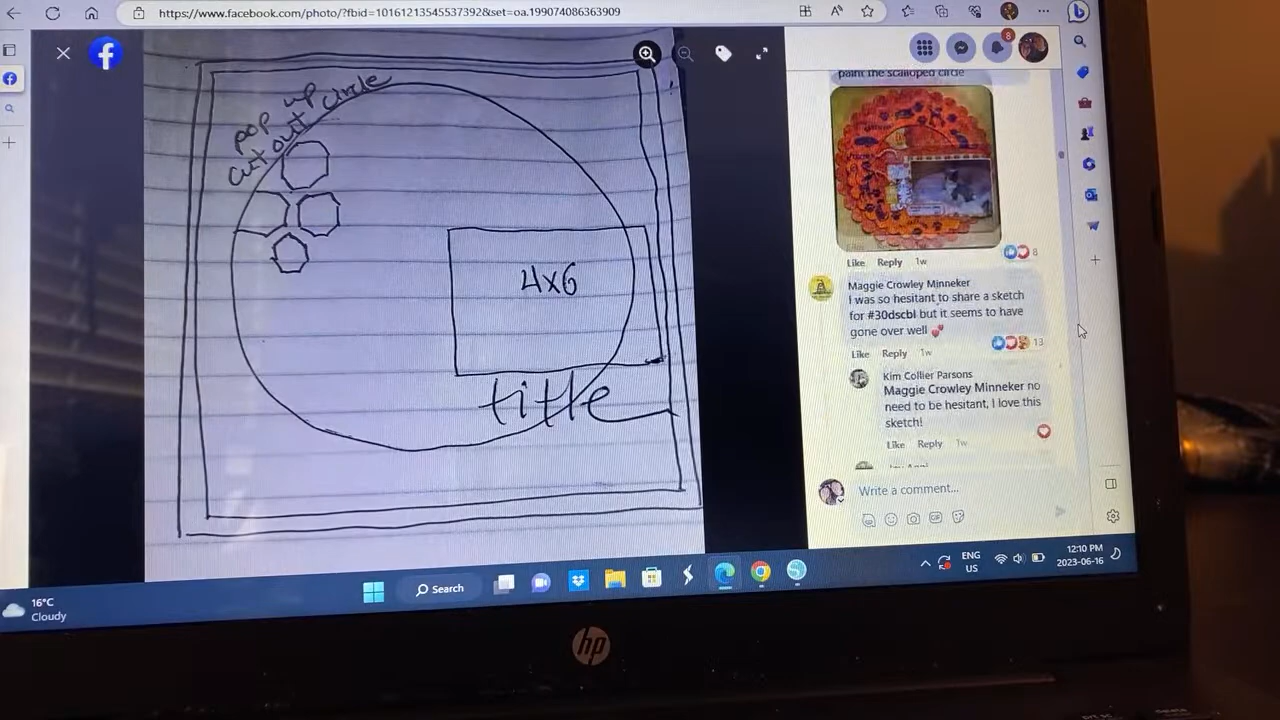 https://www.facebook.com/photo/?fbid=10161213545537392&set=oa.199074086363909
pop up
cut out circle
4x6
title
8
paint the scalloped circle
Like Reply 1w
8
Maggie Crowley Minneker
I was so hesitant to share a sketch
for #30dscbl but it seems to have
gone over well
Like Reply 1w
13
Kim Collier Parsons
Maggie Crowley Minneker no
need to be hesitant, I love this
sketch!
Like Reply 1w
Write a comment...
GIF
16°C
Cloudy
Search
ENG
US
12:10 PM
2023-06-16
hp